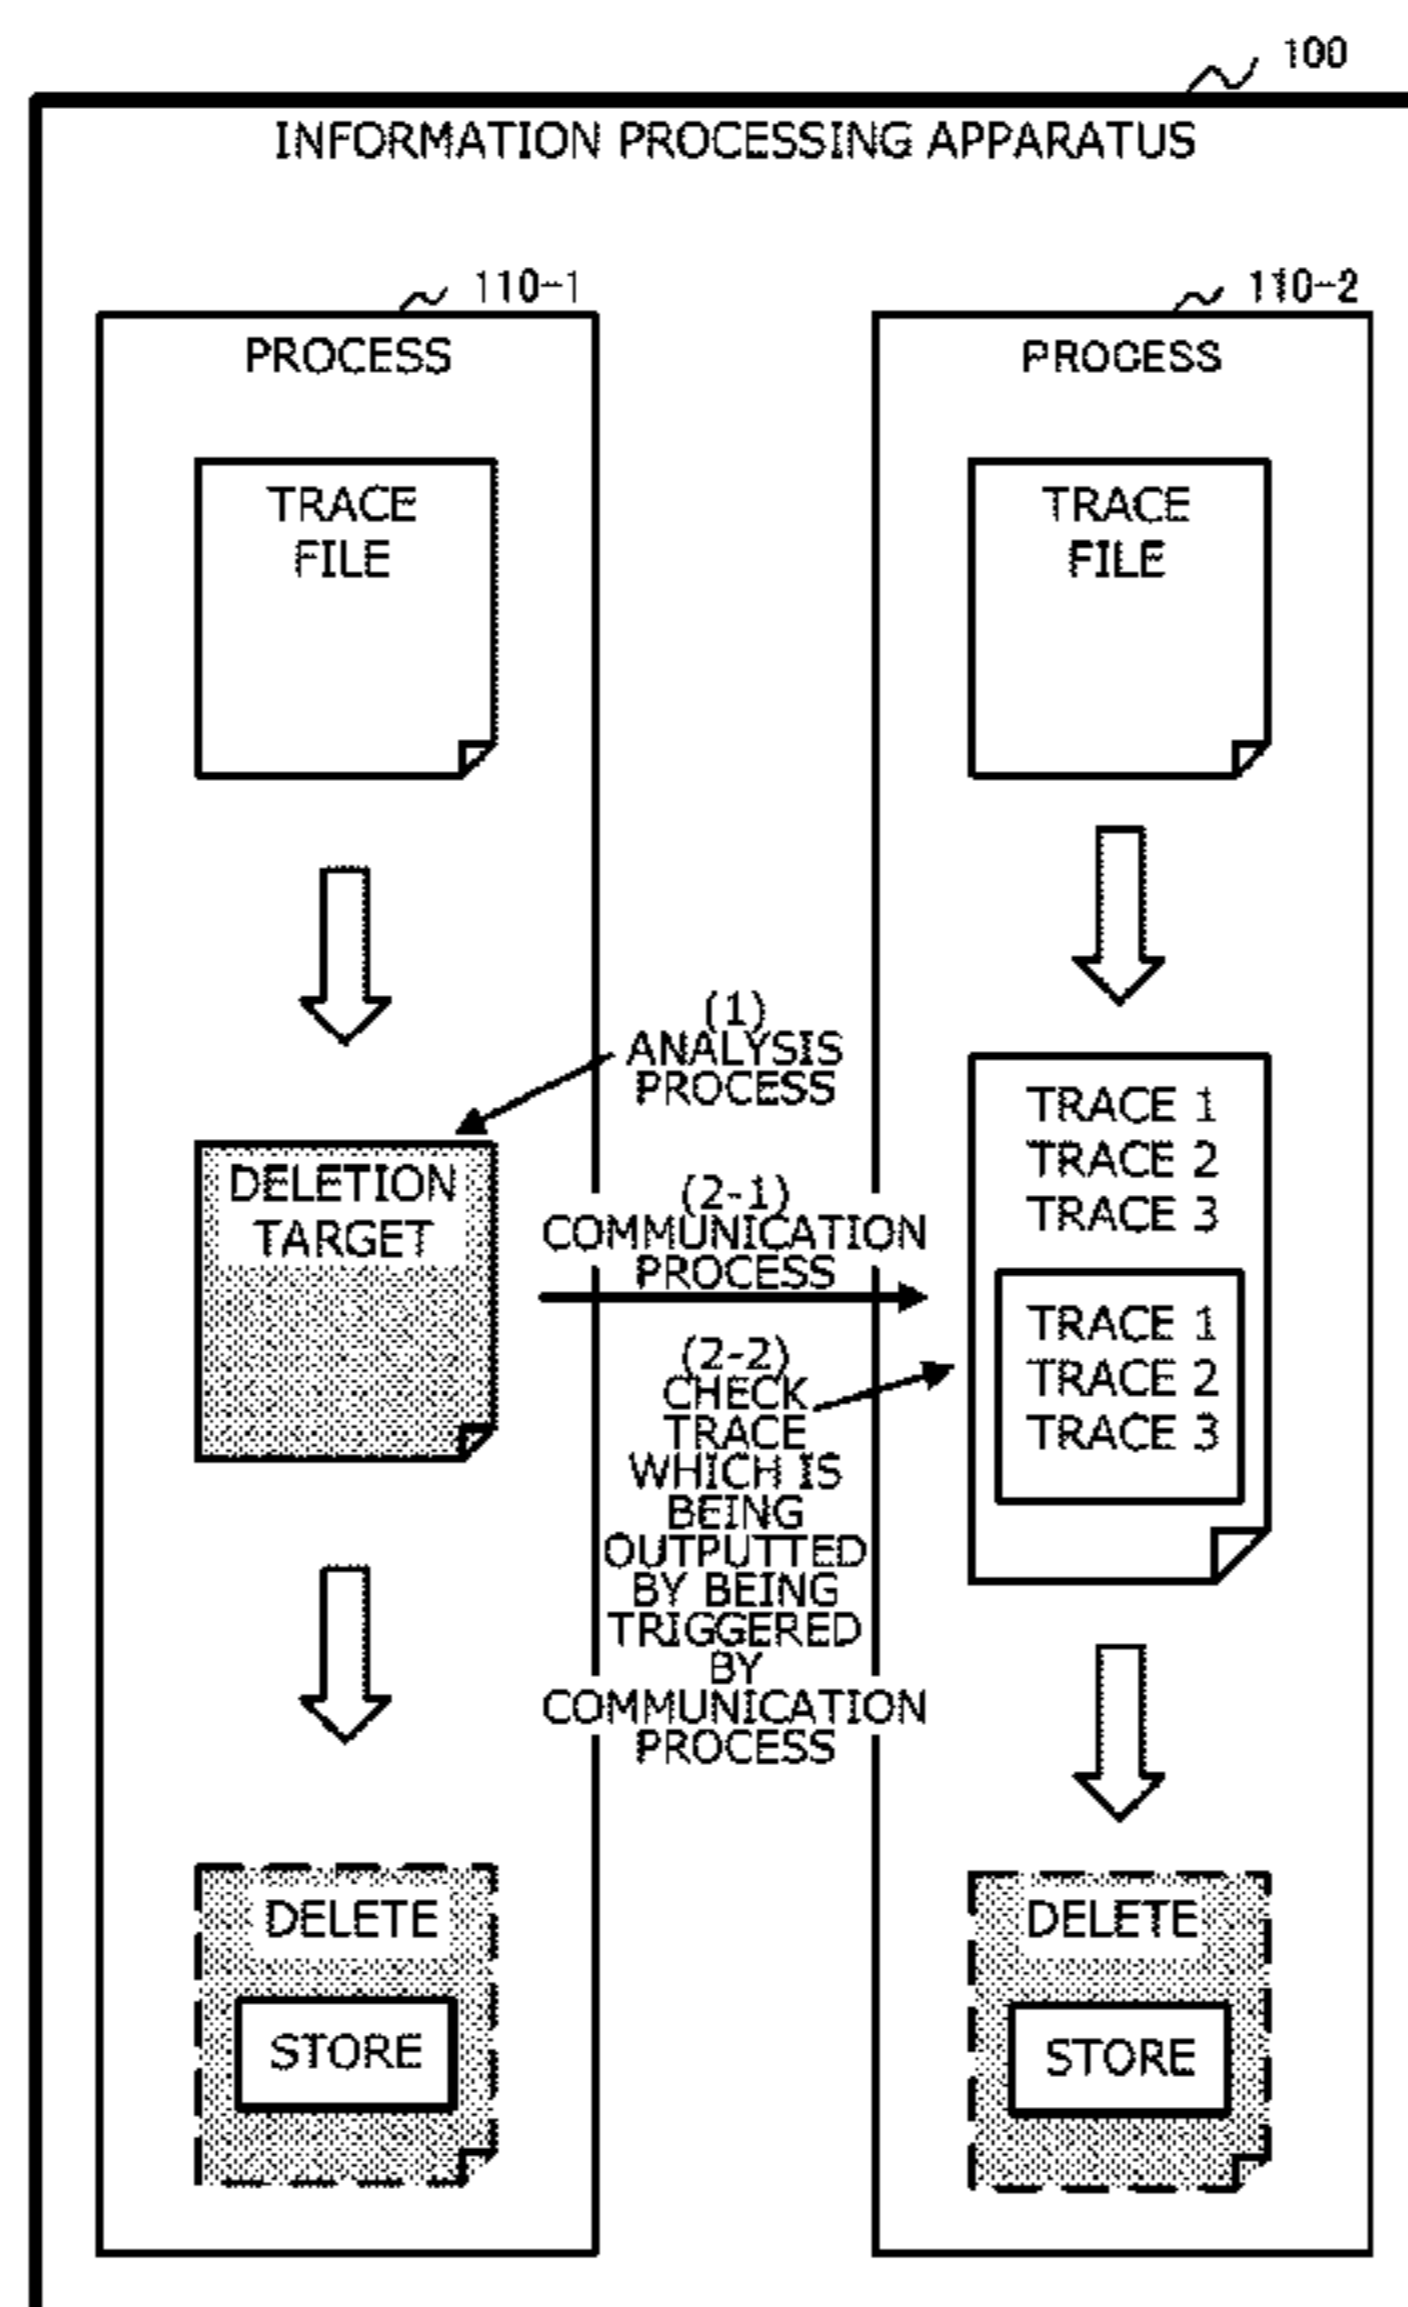 100
INFORMATION PROCESSING APPARATUS
110-1
PROCESS
TRACE
FILE
DELETION
TARGET
DELETE
STORE
(1)
ANALYSIS
PROCESS
(2-1)
COMMUNICATION
PROCESS
(2-2)
CHECK
TRACE
WHICH IS
BEING
OUTPUTTED
BY BEING
TRIGGERED
BY
COMMUNICATION
PROCESS
110-2
PROCESS
TRACE
FILE
TRACE 1
TRACE 2
TRACE 3
TRACE 1
TRACE 2
TRACE 3
DELETE
STORE